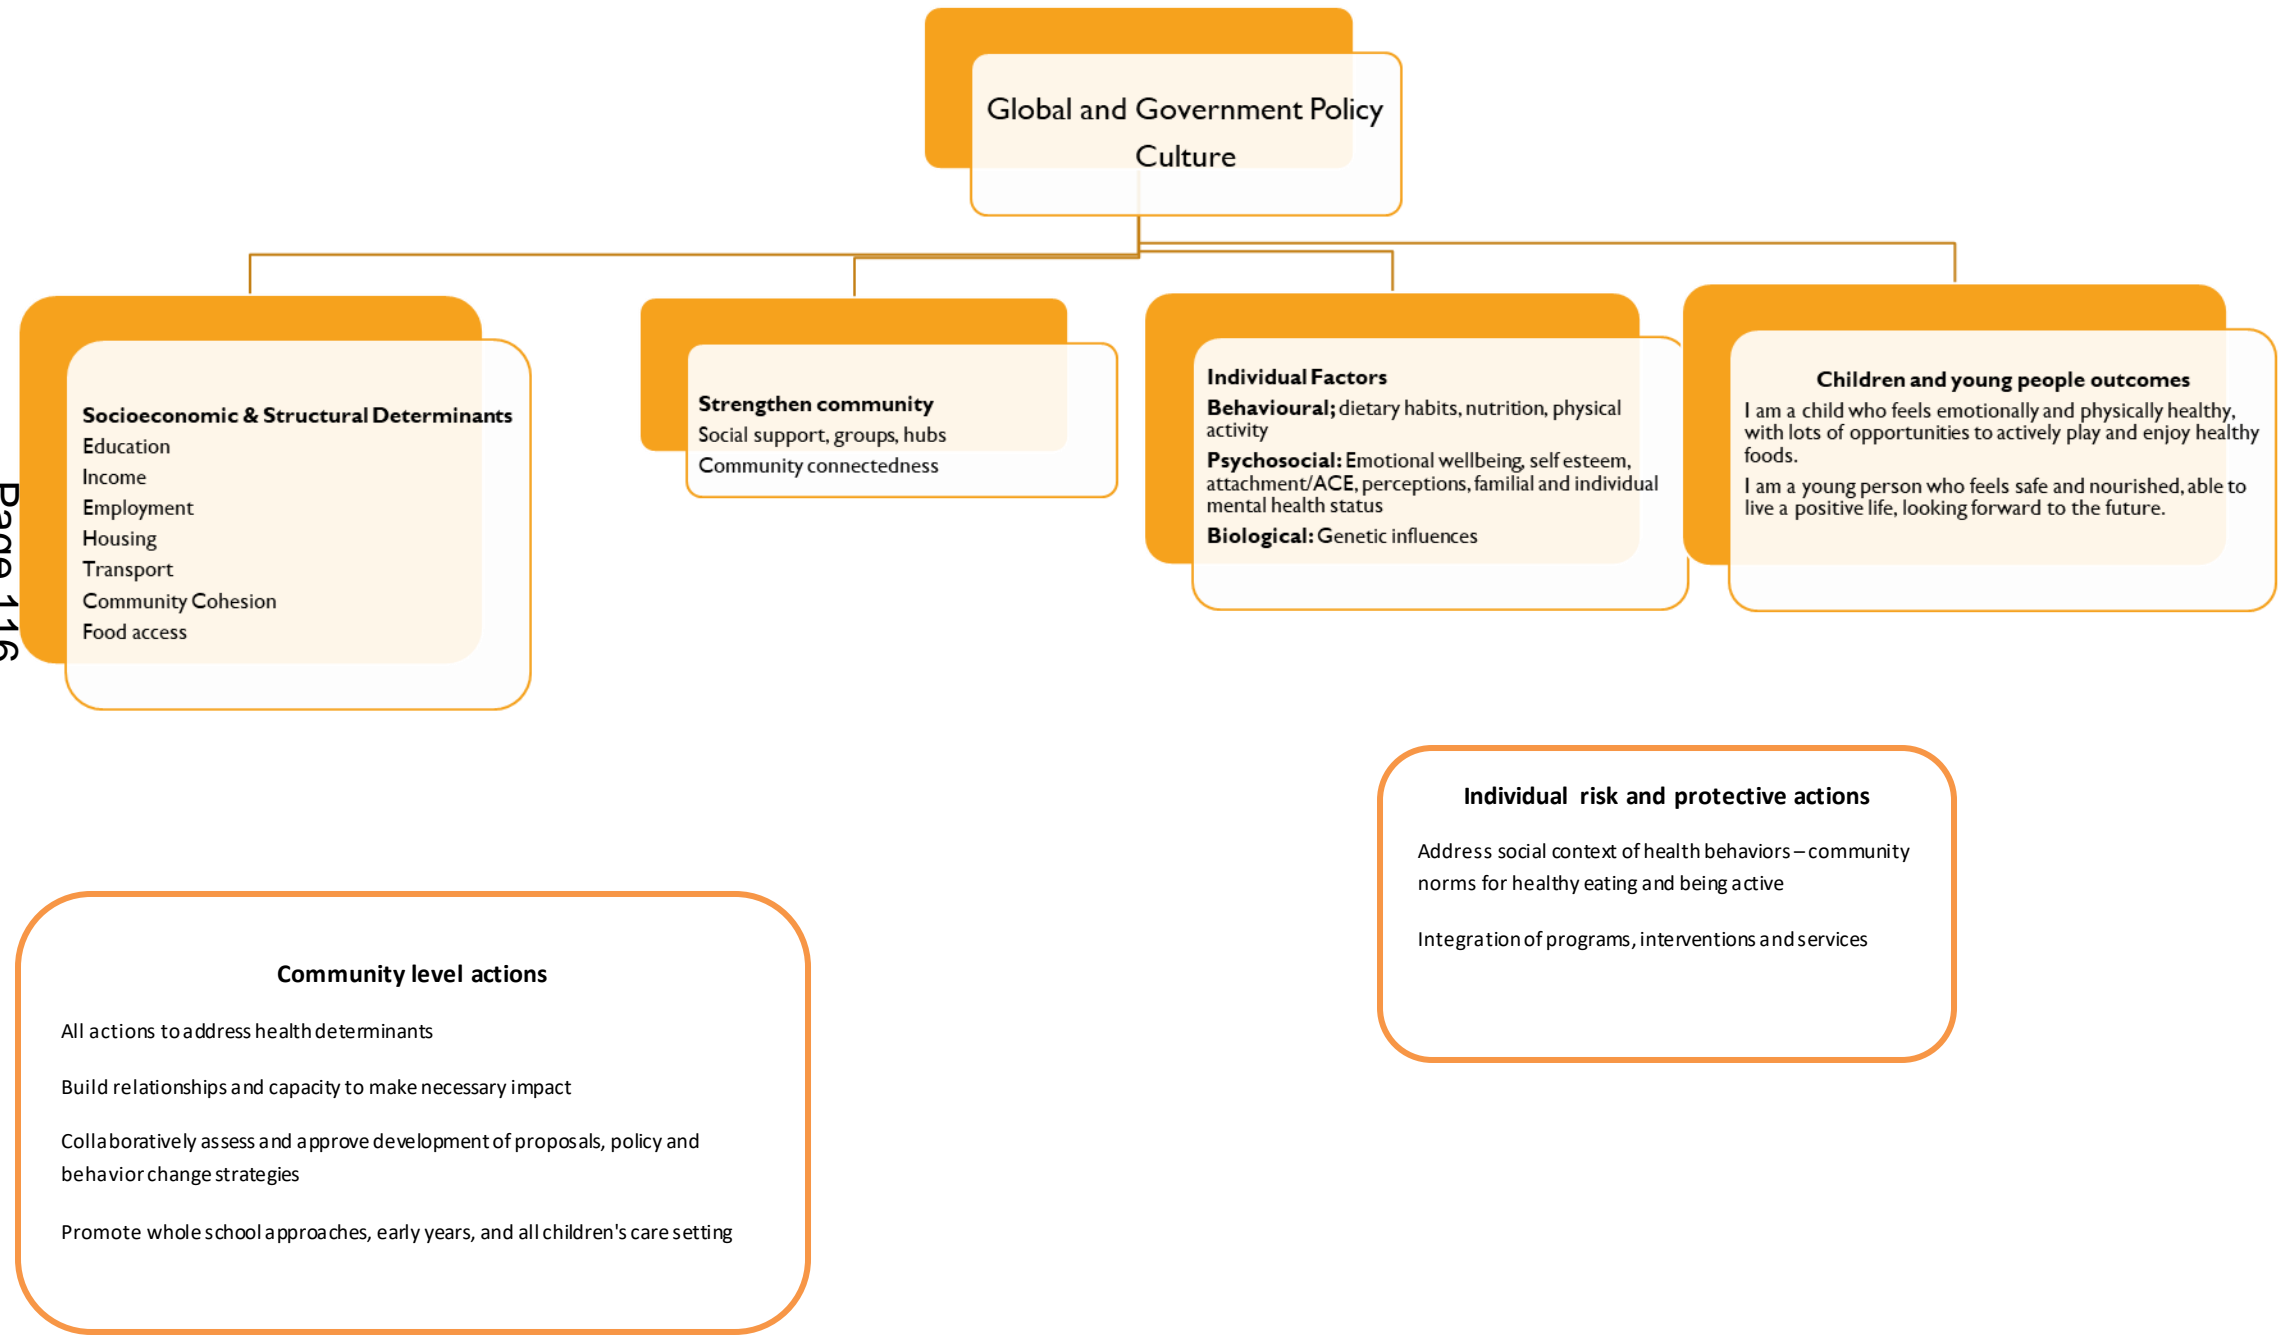 Global and Government Policy
Culture
Socioeconomic & Structural Determinants
Education
Income
Employment
Housing
Transport
Community Cohesion
Food access
Strengthen community
Social support, groups, hubs
Community connectedness
Individual Factors
Behavioural; dietary habits, nutrition, physical
activity
Psychosocial: Emotional wellbeing, self esteem,
attachment/ACE, perceptions, familial and individual
mental health status
Biological: Genetic influences
Children and young people outcomes
I am a child who feels emotionally and physically healthy,
with lots of opportunities to actively play and enjoy healthy
foods.
I am a young person who feels safe and nourished, able to
live a positive life, looking forward to the future.
Page 116
Individual risk and protective actions
Address social context of health behaviors – community
norms for healthy eating and being active
Integration of programs, interventions and services
Community level actions
All actions to address health determinants
Build relationships and capacity to make necessary impact
Collaboratively assess and approve development of proposals, policy and
behavior change strategies
Promote whole school approaches, early years, and all children's care setting